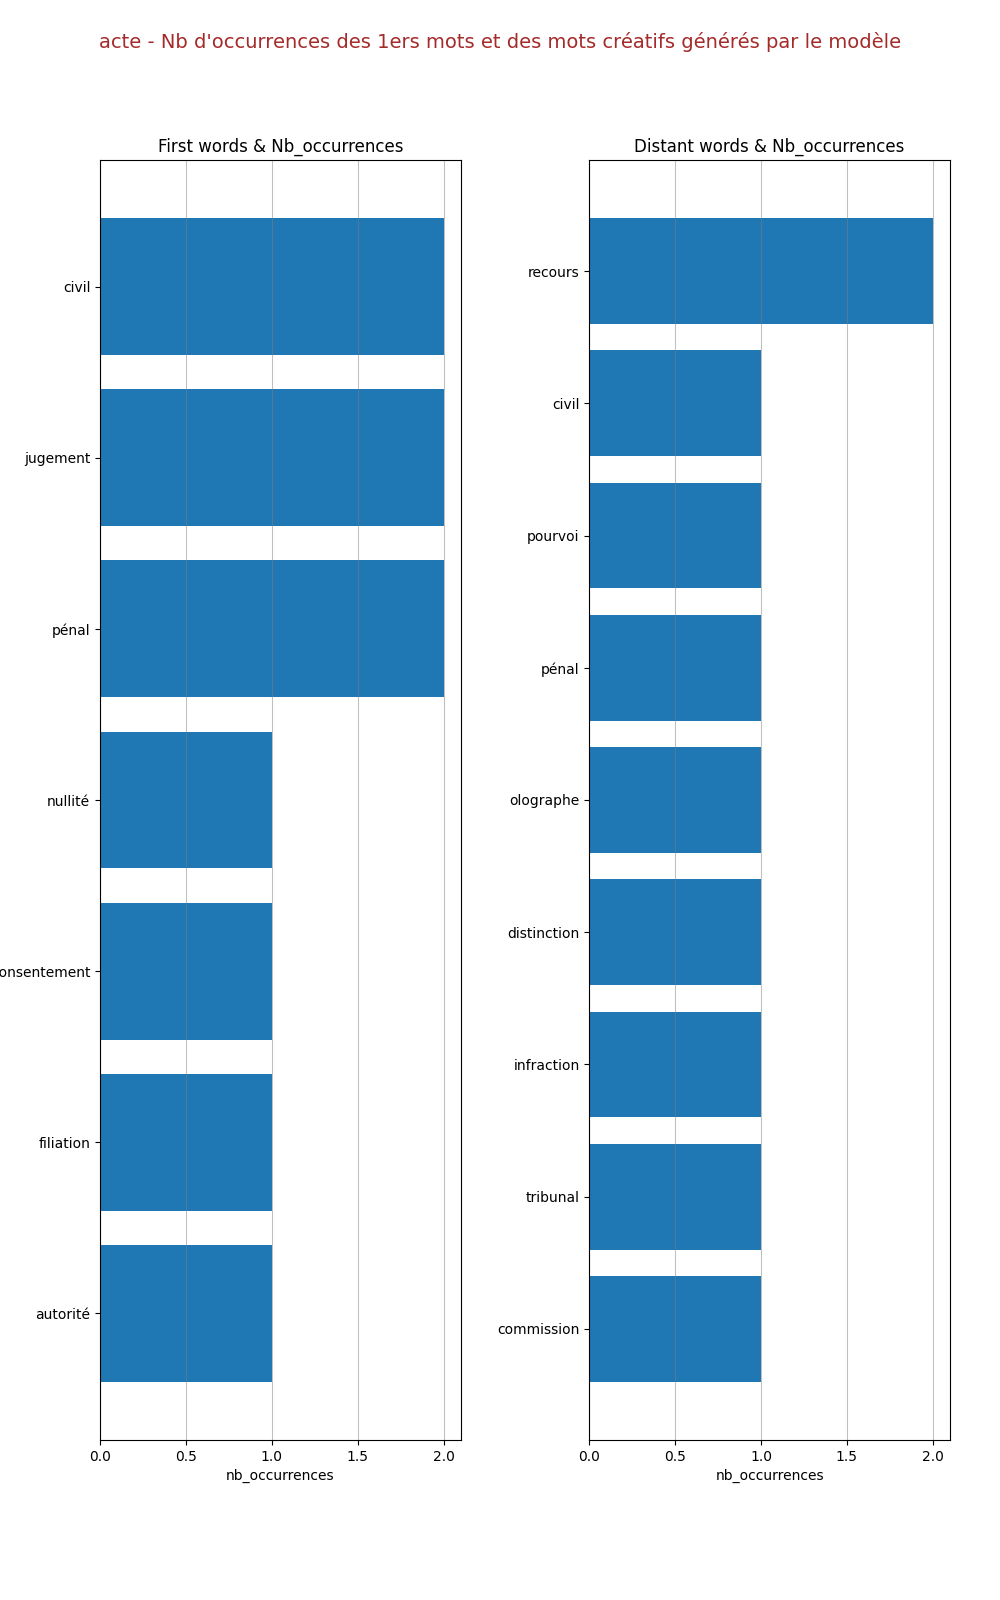 acte - Nb d'occurrences des 1ers mots et des mots créatifs générés par le modèle
First words & Nb_occurrences
civil
jugement
pénal
nullité
onsentement
filiation
autorité
0.0 0.5 1.0 1.5 2.0
nb_occurrences
Distant words & Nb_occurrences
recours
civil
pourvoi
pénal
olographe
distinction
infraction
tribunal
commission
0.0 0.5 1.0 1.5 2.0
nb_occurrences